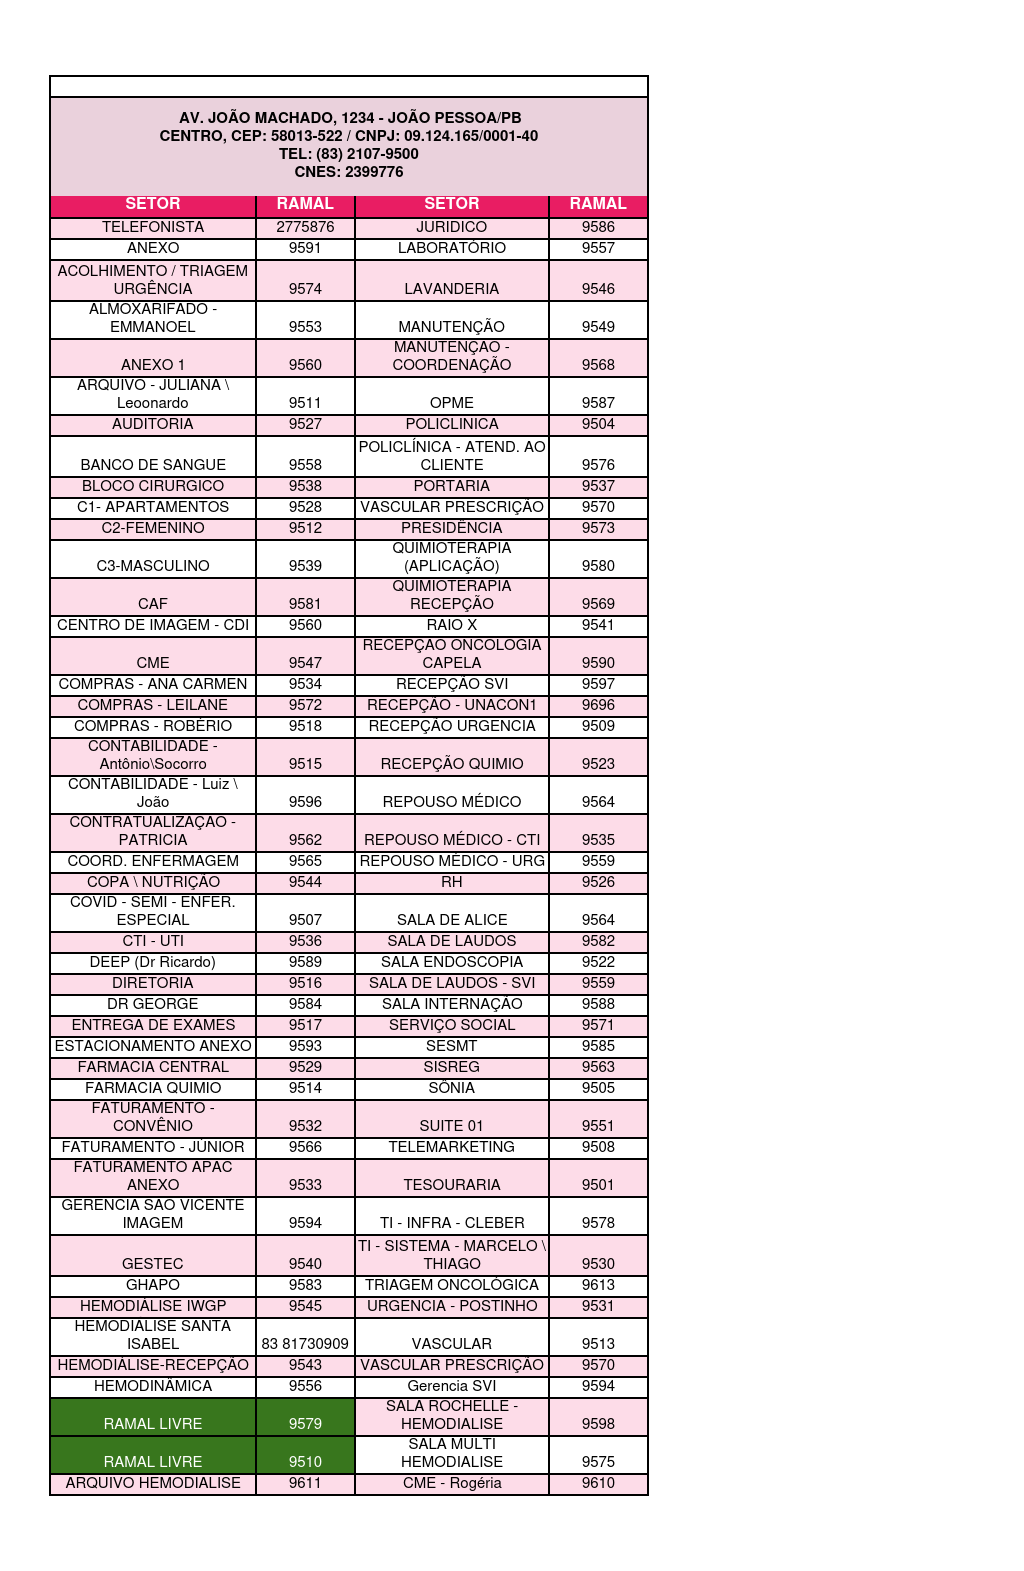 AV. JOÃO MACHADO, 1234 - JOÃO PESSOA/PB
CENTRO, CEP: 58013-522 / CNPJ: 09.124.165/0001-40
TEL: (83) 2107-9500
CNES: 2399776
SETOR RAMAL SETOR RAMAL
TELEFONISTA 2775876 JURIDICO 9586
ANEXO 9591 LABORATÓRIO 9557
ACOLHIMENTO / TRIAGEM
URGÊNCIA 9574 LAVANDERIA 9546
ALMOXARIFADO -
EMMANOEL 9553 MANUTENÇÃO 9549
MANUTENÇÃO -
ANEXO 1 9560 COORDENAÇÃO 9568
ARQUIVO - JULIANA \
Leoonardo 9511 OPME 9587
AUDITORIA 9527 POLICLINICA 9504
POLICLÍNICA - ATEND. AO
BANCO DE SANGUE 9558 CLIENTE 9576
BLOCO CIRURGICO 9538 PORTARIA 9537
C1- APARTAMENTOS 9528 VASCULAR PRESCRIÇÃO 9570
C2-FEMENINO 9512 PRESIDÊNCIA 9573
QUIMIOTERAPIA
C3-MASCULINO 9539 (APLICAÇÃO) 9580
QUIMIOTERAPIA
CAF 9581 RECEPÇÃO 9569
CENTRO DE IMAGEM - CDI 9560 RAIO X 9541
RECEPÇÃO ONCOLOGIA
CME 9547 CAPELA 9590
COMPRAS - ANA CARMEN 9534 RECEPÇÃO SVI 9597
COMPRAS - LEILANE 9572 RECEPÇÃO - UNACON1 9696
COMPRAS - ROBÉRIO 9518 RECEPÇÃO URGENCIA 9509
CONTABILIDADE -
Antônio\Socorro 9515 RECEPÇÃO QUIMIO 9523
CONTABILIDADE - Luiz \
João 9596 REPOUSO MÉDICO 9564
CONTRATUALIZAÇÃO -
PATRICIA 9562 REPOUSO MÉDICO - CTI 9535
COORD. ENFERMAGEM 9565 REPOUSO MÉDICO - URG 9559
COPA \ NUTRIÇÃO 9544 RH 9526
COVID - SEMI - ENFER.
ESPECIAL 9507 SALA DE ALICE 9564
CTI - UTI 9536 SALA DE LAUDOS 9582
DEEP (Dr Ricardo) 9589 SALA ENDOSCOPIA 9522
DIRETORIA 9516 SALA DE LAUDOS - SVI 9559
DR GEORGE 9584 SALA INTERNAÇÃO 9588
ENTREGA DE EXAMES 9517 SERVIÇO SOCIAL 9571
ESTACIONAMENTO ANEXO 9593 SESMT 9585
FARMACIA CENTRAL 9529 SISREG 9563
FARMACIA QUIMIO 9514 SÔNIA 9505
FATURAMENTO -
CONVÊNIO 9532 SUITE 01 9551
FATURAMENTO - JÚNIOR 9566 TELEMARKETING 9508
FATURAMENTO APAC
ANEXO 9533 TESOURARIA 9501
GERENCIA SAO VICENTE
IMAGEM 9594 TI - INFRA - CLEBER 9578
TI - SISTEMA - MARCELO \
GESTEC 9540 THIAGO 9530
GHAPO 9583 TRIAGEM ONCOLÓGICA 9613
HEMODIÁLISE IWGP 9545 URGENCIA - POSTINHO 9531
HEMODIALISE SANTA
ISABEL 83 81730909 VASCULAR 9513
HEMODIÁLISE-RECEPÇÃO 9543 VASCULAR PRESCRIÇÃO 9570
HEMODINÂMICA 9556 Gerencia SVI 9594
SALA ROCHELLE -
RAMAL LIVRE 9579 HEMODIALISE 9598
SALA MULTI
RAMAL LIVRE 9510 HEMODIALISE 9575
ARQUIVO HEMODIALISE 9611 CME - Rogéria 9610